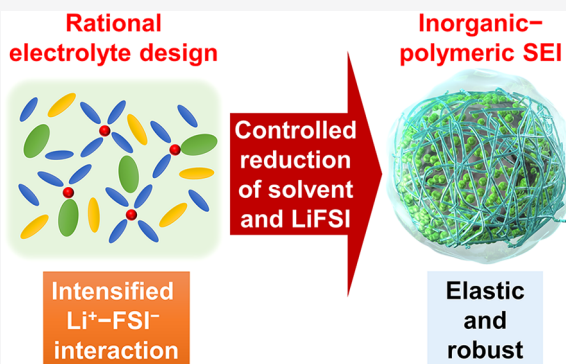 Rational
electrolyte design
Inorganic−
polymeric SEI
Controlled
reduction
of solvent
and LiFSI
Intensified
Li⁺−FSI⁻
interaction
Elastic
and
robust